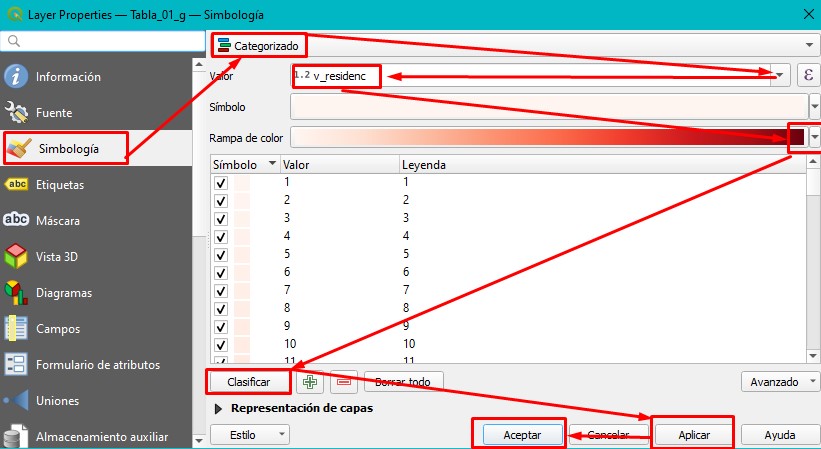 Layer Properties — Tabla_01_g — Simbología
Información
Fuente
Simbología
Etiquetas
Máscara
Vista 3D
Diagramas
Campos
Formulario de atributos
Uniones
Almacenamiento auxiliar
Categorizado
Valor 1.2 v_residenc ε
Símbolo
Rampa de color
Símbolo Valor Leyenda
1 1
2 2
3 3
4 4
5 5
6 6
7 7
8 8
9 9
10 10
11 11
Clasificar Borrar todo Avanzado
Representación de capas
Estilo Aceptar Cancelar Aplicar Ayuda